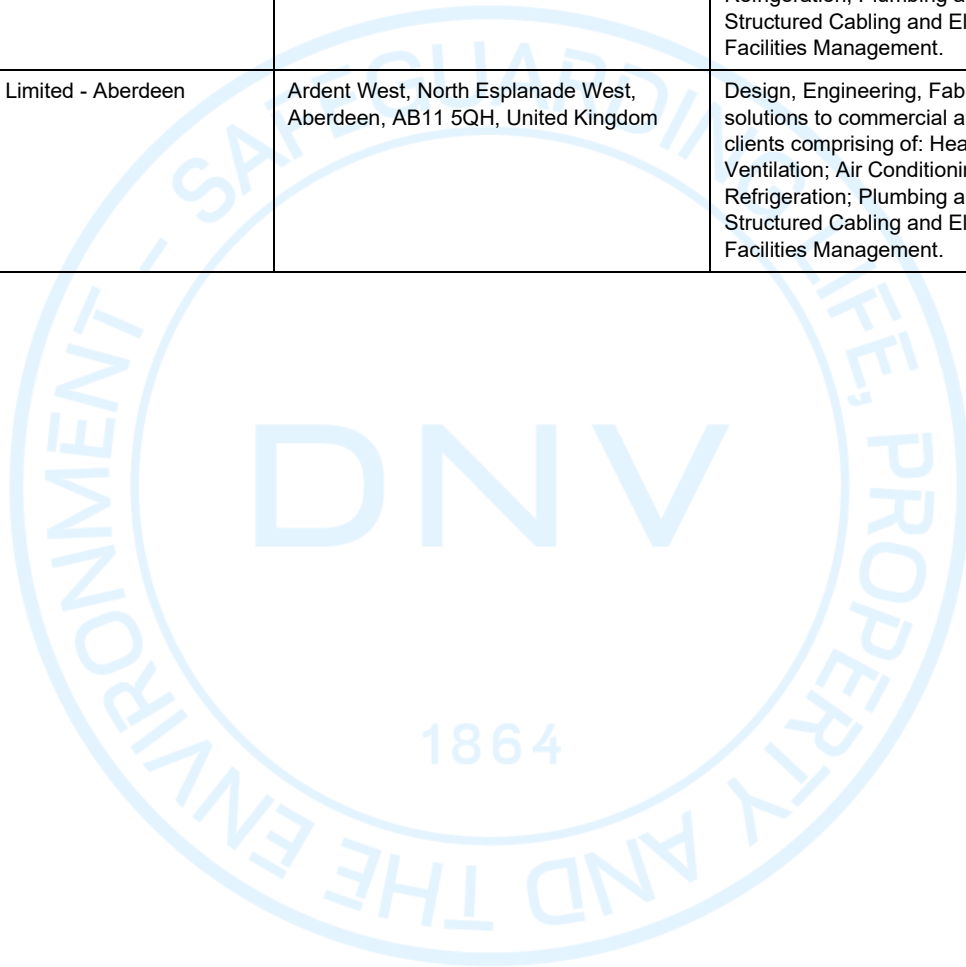 Structured Cabling and El
Facilities Management.
Limited - Aberdeen
Ardent West, North Esplanade West,
Aberdeen, AB11 5QH, United Kingdom
Design, Engineering, Fab
solutions to commercial a
clients comprising of: Hea
Ventilation; Air Conditionin
Refrigeration; Plumbing a
Structured Cabling and El
Facilities Management.
SAFEGUARDING LIFE, PROPERTY AND THE ENVIRONMENT –
DNV
1864